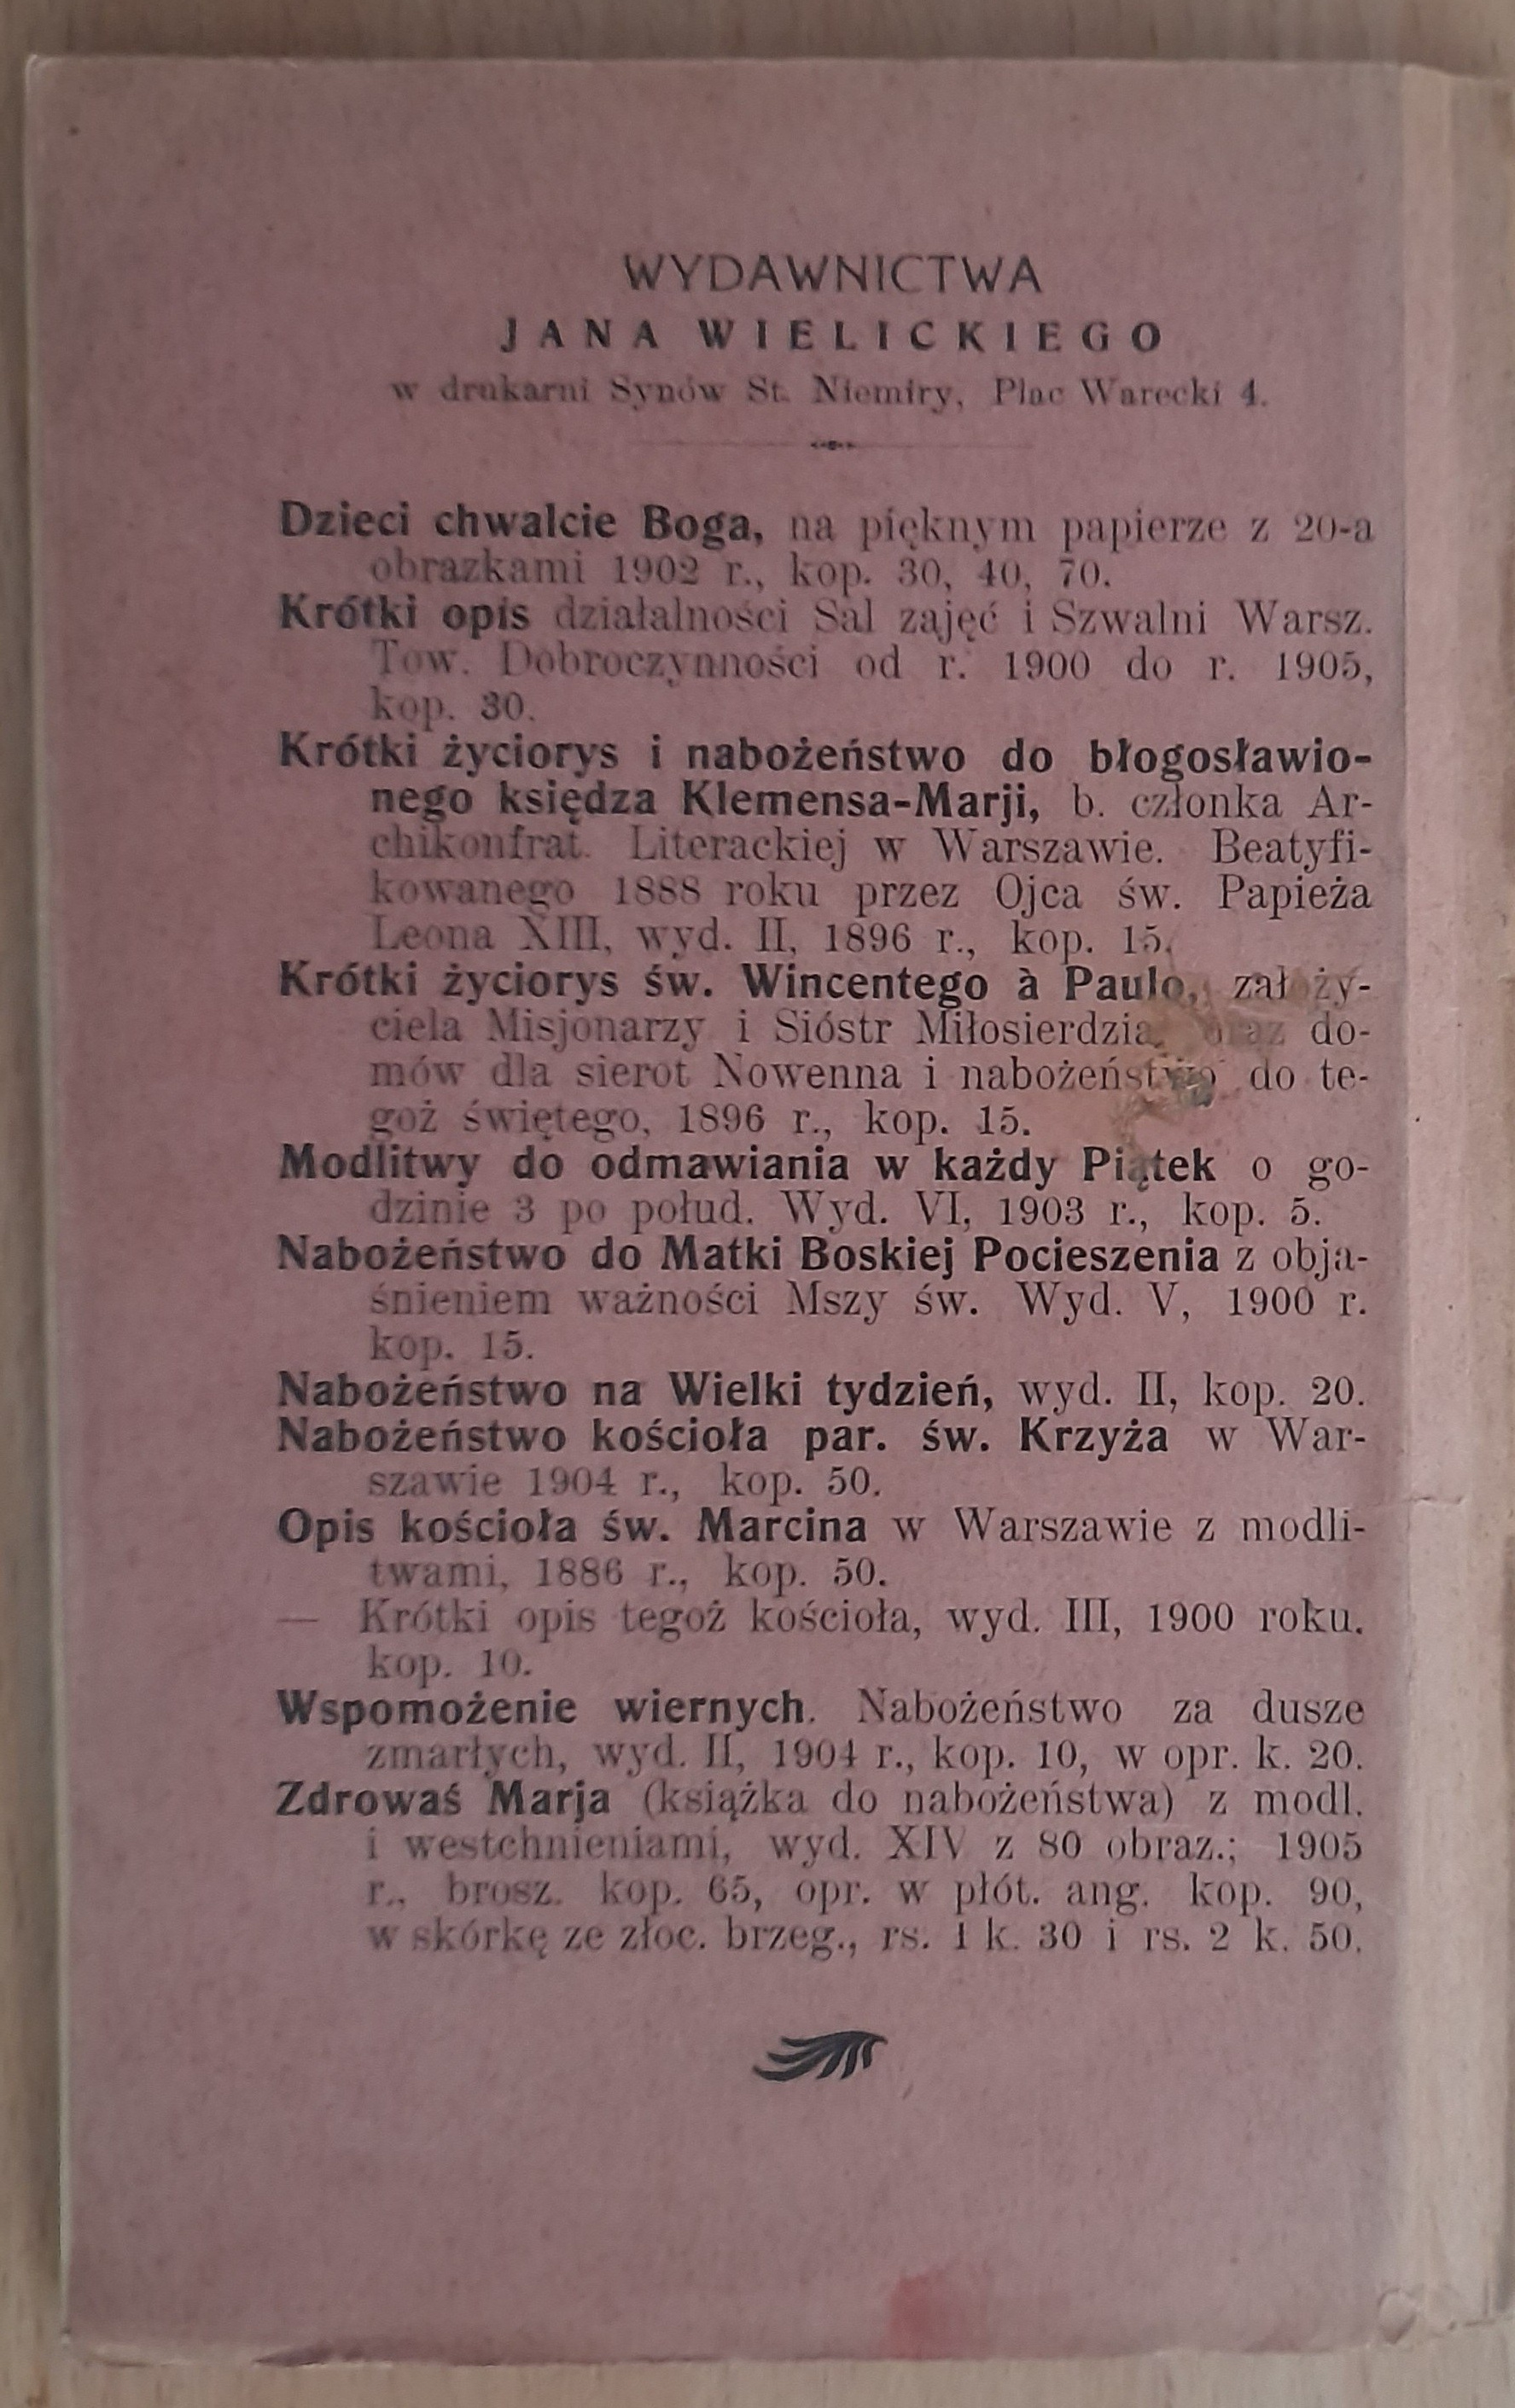 WYDAWNICTWA
JANA WIELICKIEGO
w drukarni Synów St. Niemiry, Plac Warecki 4.
Dzieci chwalcie Boga, na pięknym papierze z 20-a
obrazkami 1902 r., kop. 30, 40, 70.
Krótki opis działalności Sal zajęć i Szwalni Warsz.
Tow. Dobroczynności od r. 1900 do r. 1905,
kop. 30.
Krótki życiorys i nabożeństwo do błogosławio-
nego księdza Klemensa-Marji, b. członka Ar-
chikonfrat. Literackiej w Warszawie. Beatyfi-
kowanego 1888 roku przez Ojca św. Papieża
Leona XIII, wyd. II, 1896 r., kop. 15.
Krótki życiorys św. Wincentego à Paulo, założy-
ciela Misjonarzy i Sióstr Miłosierdzia, oraz do-
mów dla sierot Nowenna i nabożeństwo do te-
goż świętego, 1896 r., kop. 15.
Modlitwy do odmawiania w każdy Piątek o go-
dzinie 3 po połud. Wyd. VI, 1903 r., kop. 5.
Nabożeństwo do Matki Boskiej Pocieszenia z obja-
śnieniem ważności Mszy św. Wyd. V, 1900 r.
kop. 15.
Nabożeństwo na Wielki tydzień, wyd. II, kop. 20.
Nabożeństwo kościoła par. św. Krzyża w War-
szawie 1904 r., kop. 50.
Opis kościoła św. Marcina w Warszawie z modli-
twami, 1886 r., kop. 50.
— Krótki opis tegoż kościoła, wyd. III, 1900 roku.
kop. 10.
Wspomożenie wiernych. Nabożeństwo za dusze
zmarłych, wyd. II, 1904 r., kop. 10, w opr. k. 20.
Zdrowaś Marja (książka do nabożeństwa) z modl.
i westchnieniami, wyd. XIV z 80 obraz.; 1905
r., brosz. kop. 65, opr. w płót. ang. kop. 90,
w skórkę ze złoc. brzeg., rs. 1 k. 30 i rs. 2 k. 50.